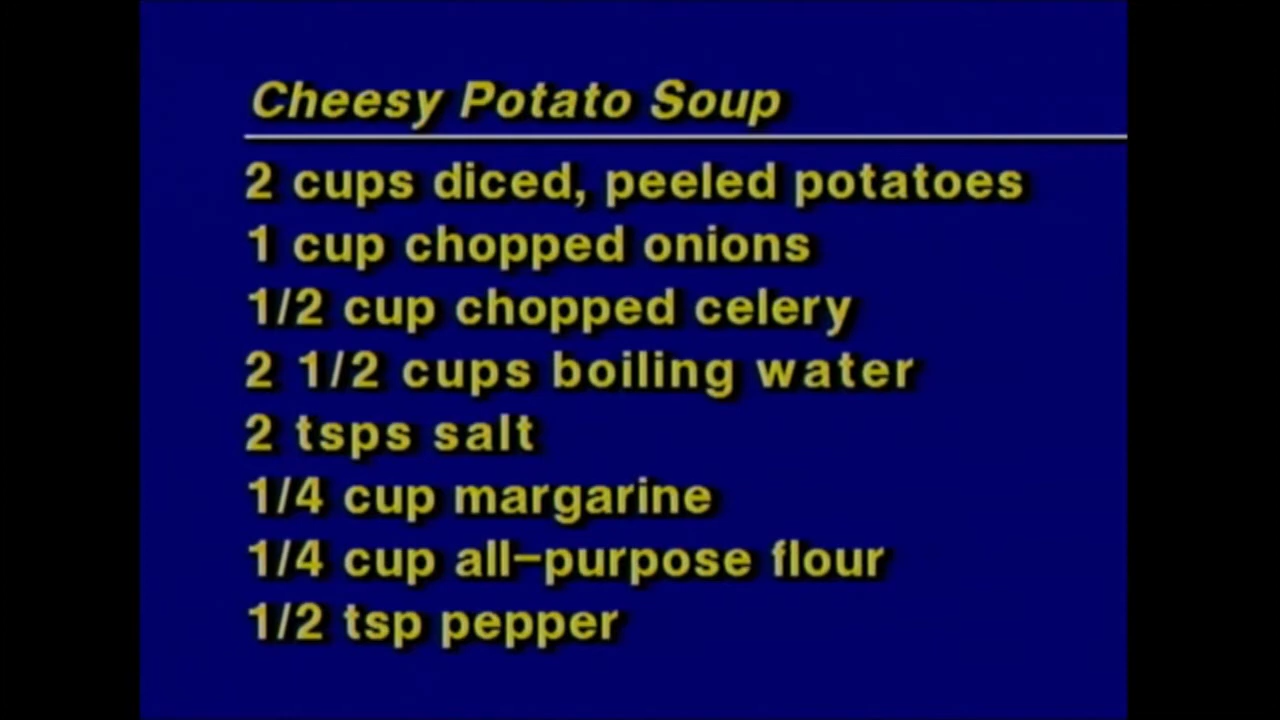 Cheesy Potato Soup
2 cups diced, peeled potatoes
1 cup chopped onions
1/2 cup chopped celery
2 1/2 cups boiling water
2 tsps salt
1/4 cup margarine
1/4 cup all-purpose flour
1/2 tsp pepper